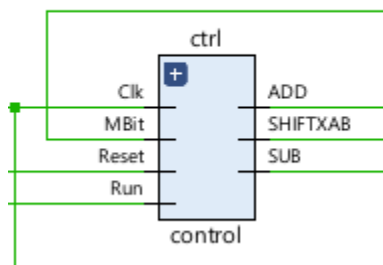 ctrl
Clk
ADD
MBit
SHIFTXAB
Reset
SUB
Run
control